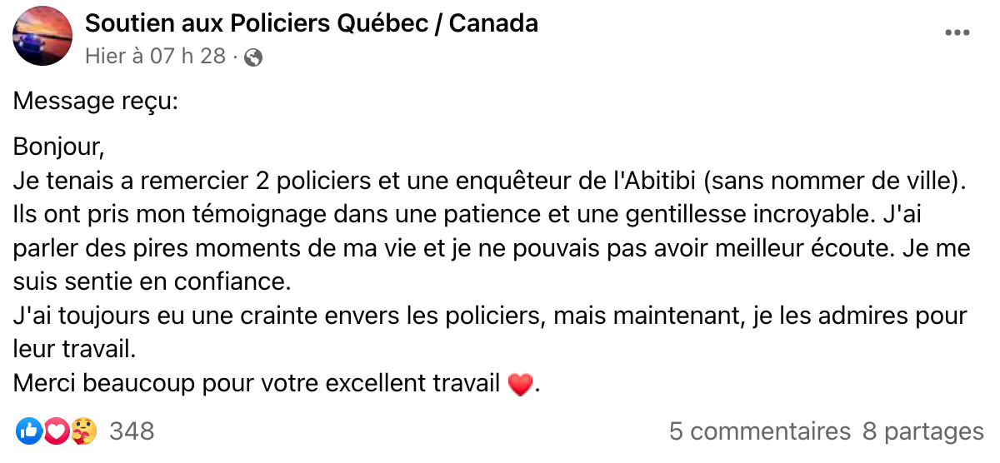 Soutien aux Policiers Québec / Canada
Hier à 07 h 28 ·
Message reçu:
Bonjour,
Je tenais a remercier 2 policiers et une enquêteur de l'Abitibi (sans nommer de ville).
Ils ont pris mon témoignage dans une patience et une gentillesse incroyable. J'ai
parler des pires moments de ma vie et je ne pouvais pas avoir meilleur écoute. Je me
suis sentie en confiance.
J'ai toujours eu une crainte envers les policiers, mais maintenant, je les admires pour
leur travail.
Merci beaucoup pour votre excellent travail ❤️.
348
5 commentaires 8 partages